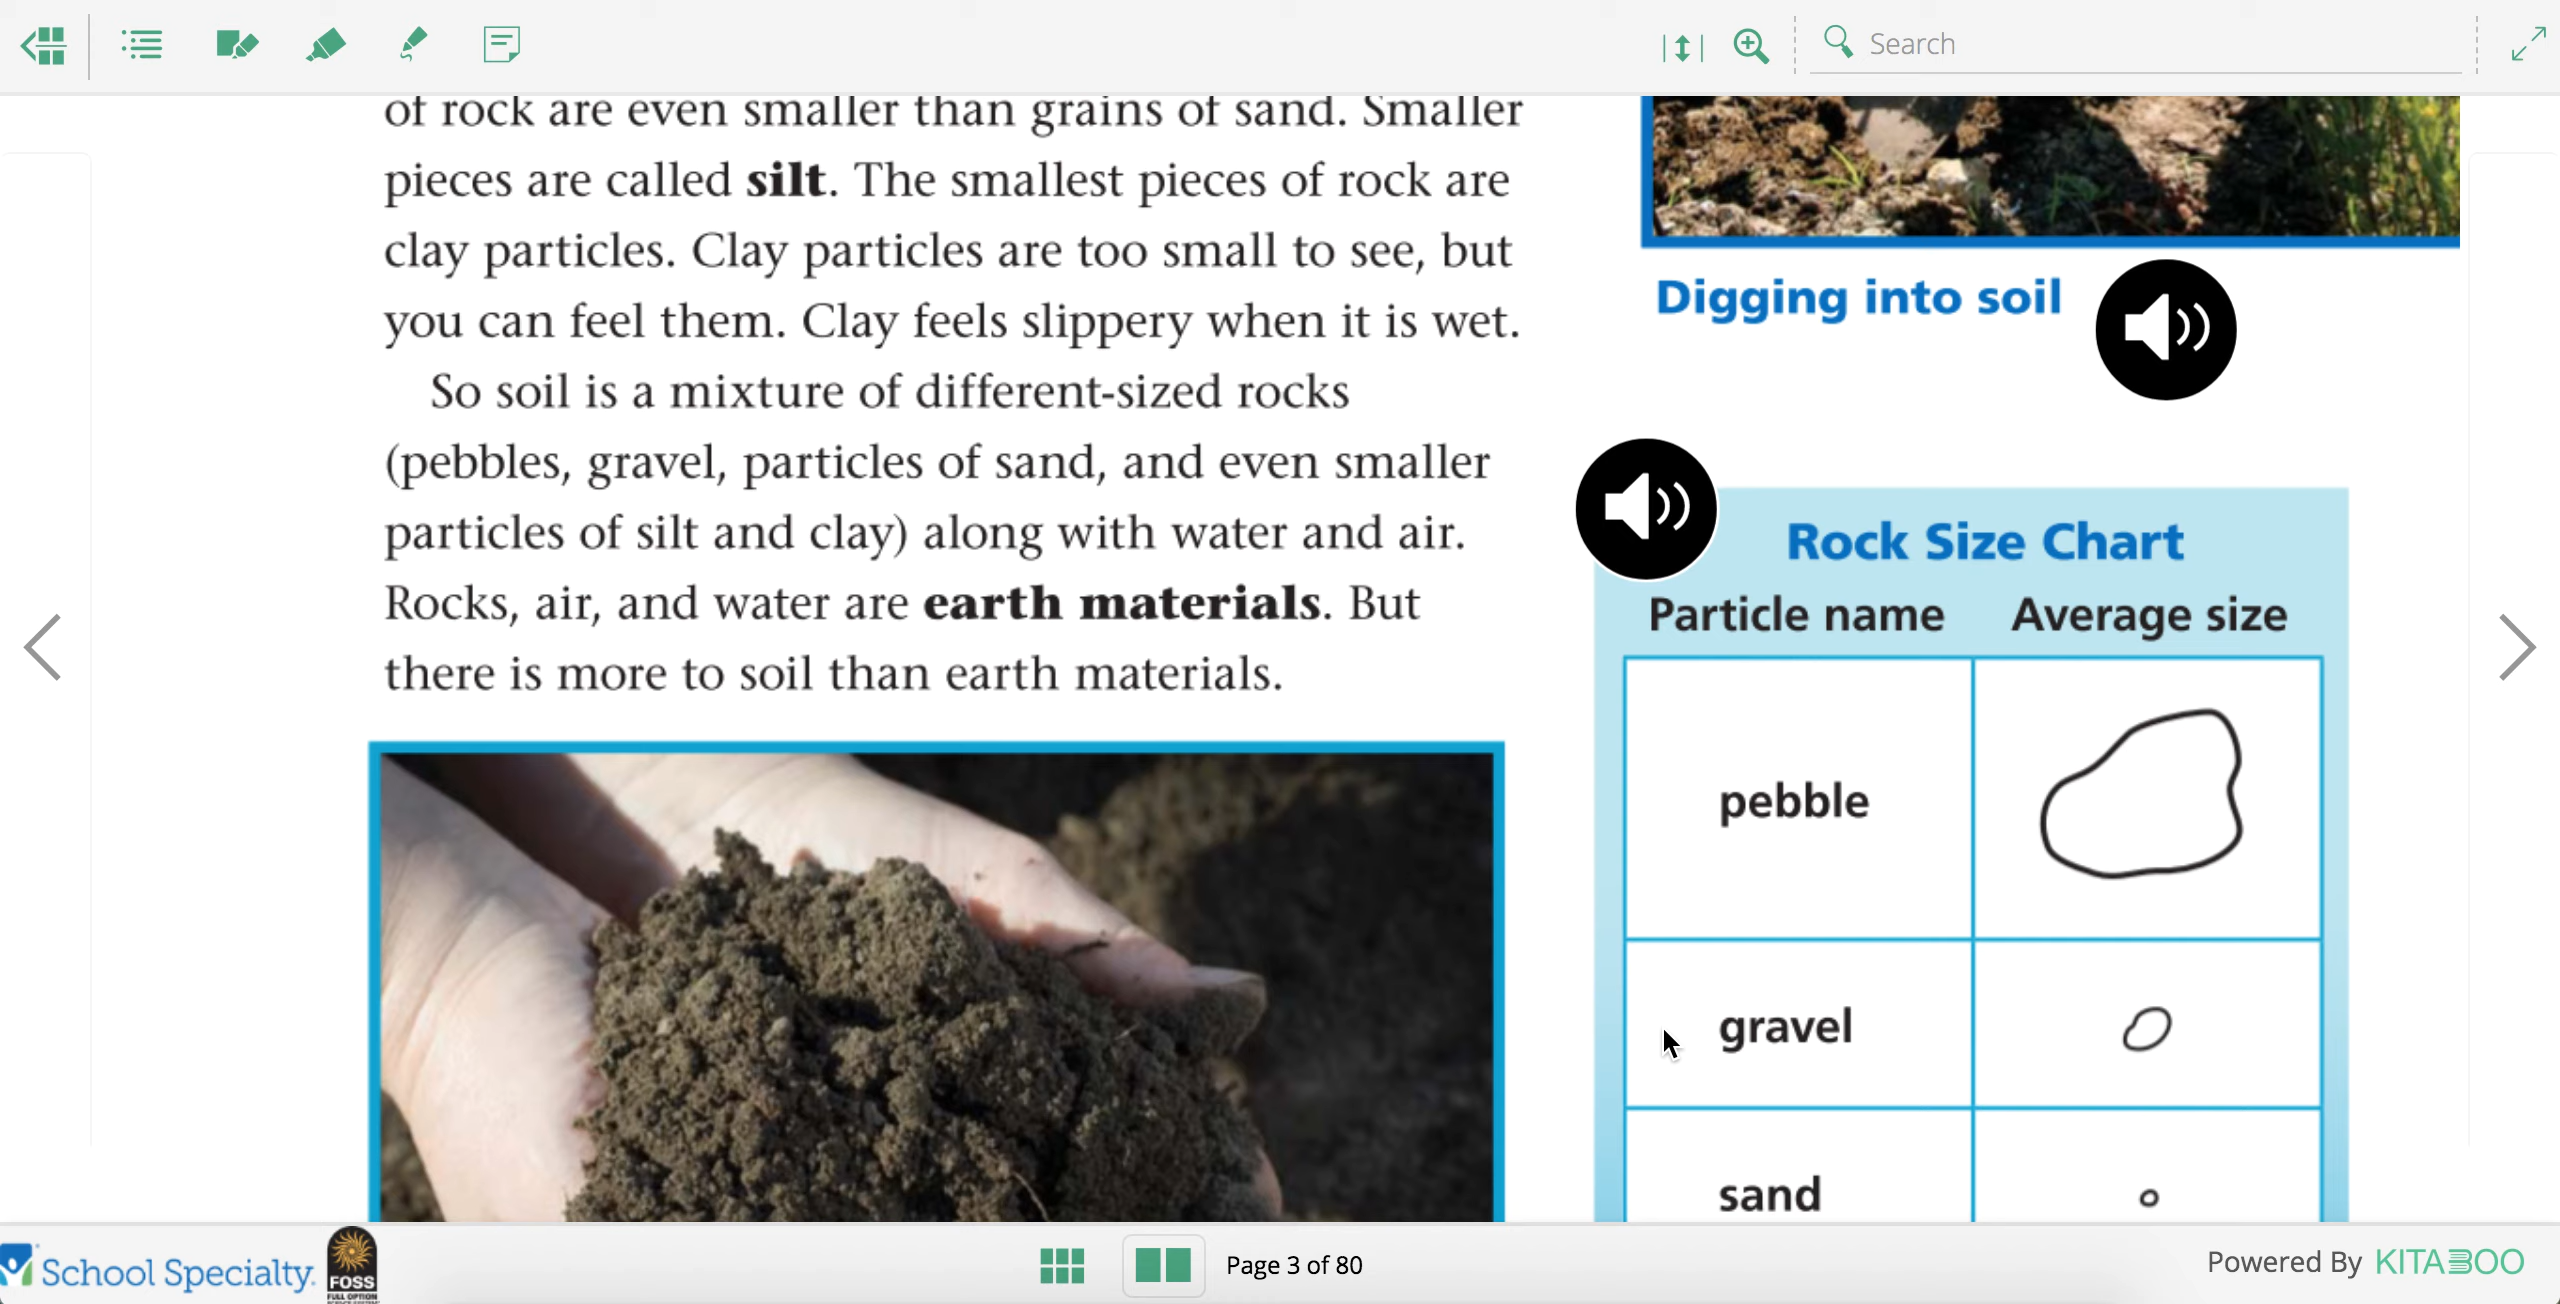 Search
of rock are even smaller than grains of sand. Smaller
pieces are called silt. The smallest pieces of rock are
clay particles. Clay particles are too small to see, but
you can feel them. Clay feels slippery when it is wet.
So soil is a mixture of different-sized rocks
(pebbles, gravel, particles of sand, and even smaller
particles of silt and clay) along with water and air.
Rocks, air, and water are earth materials. But
there is more to soil than earth materials.
Digging into soil
Rock Size Chart
Particle name Average size
pebble
gravel
sand
School Specialty.
FOSS
FULL OPTION
Page 3 of 80
Powered By KITABOO